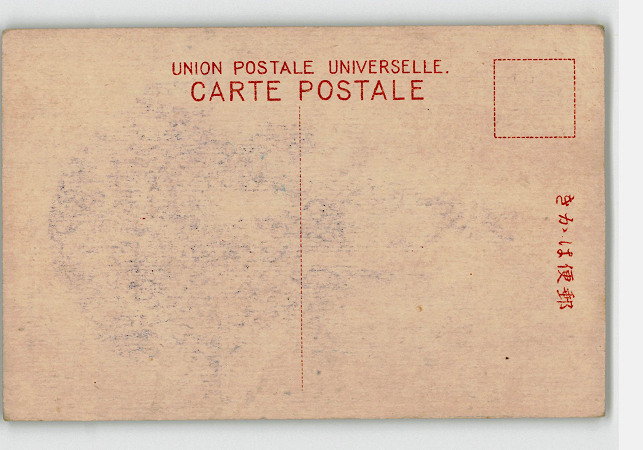 UNION POSTALE UNIVERSELLE.
CARTE POSTALE
きかは便郵